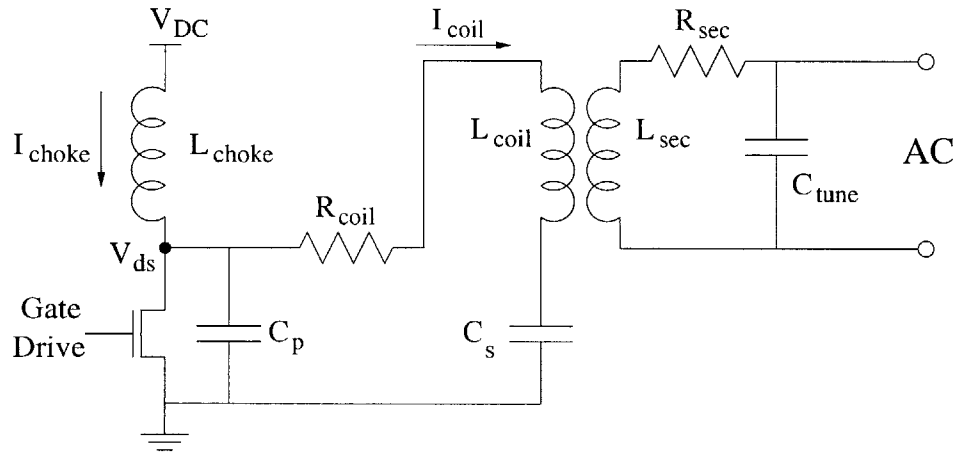 V_DC
I_coil
R_sec
I_choke
L_choke
L_coil
L_sec
AC
C_tune
R_coil
V_ds
Gate
Drive
C_p
C_s